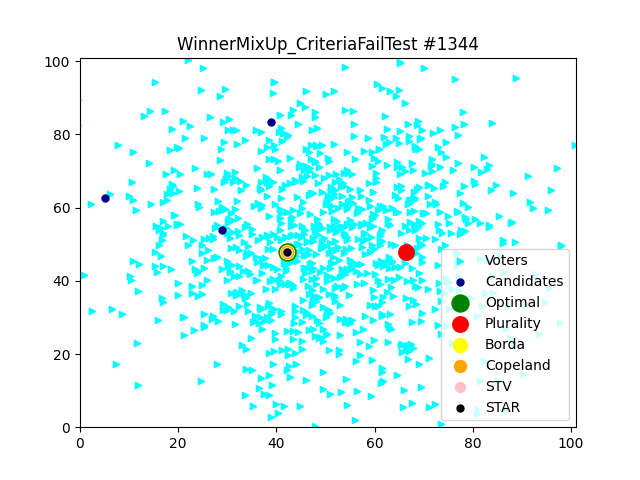 WinnerMixUp_CriteriaFailTest #1344
100
80
60
40
20
0
0 20 40 60 80 100
Voters
Candidates
Optimal
Plurality
Borda
Copeland
STV
STAR